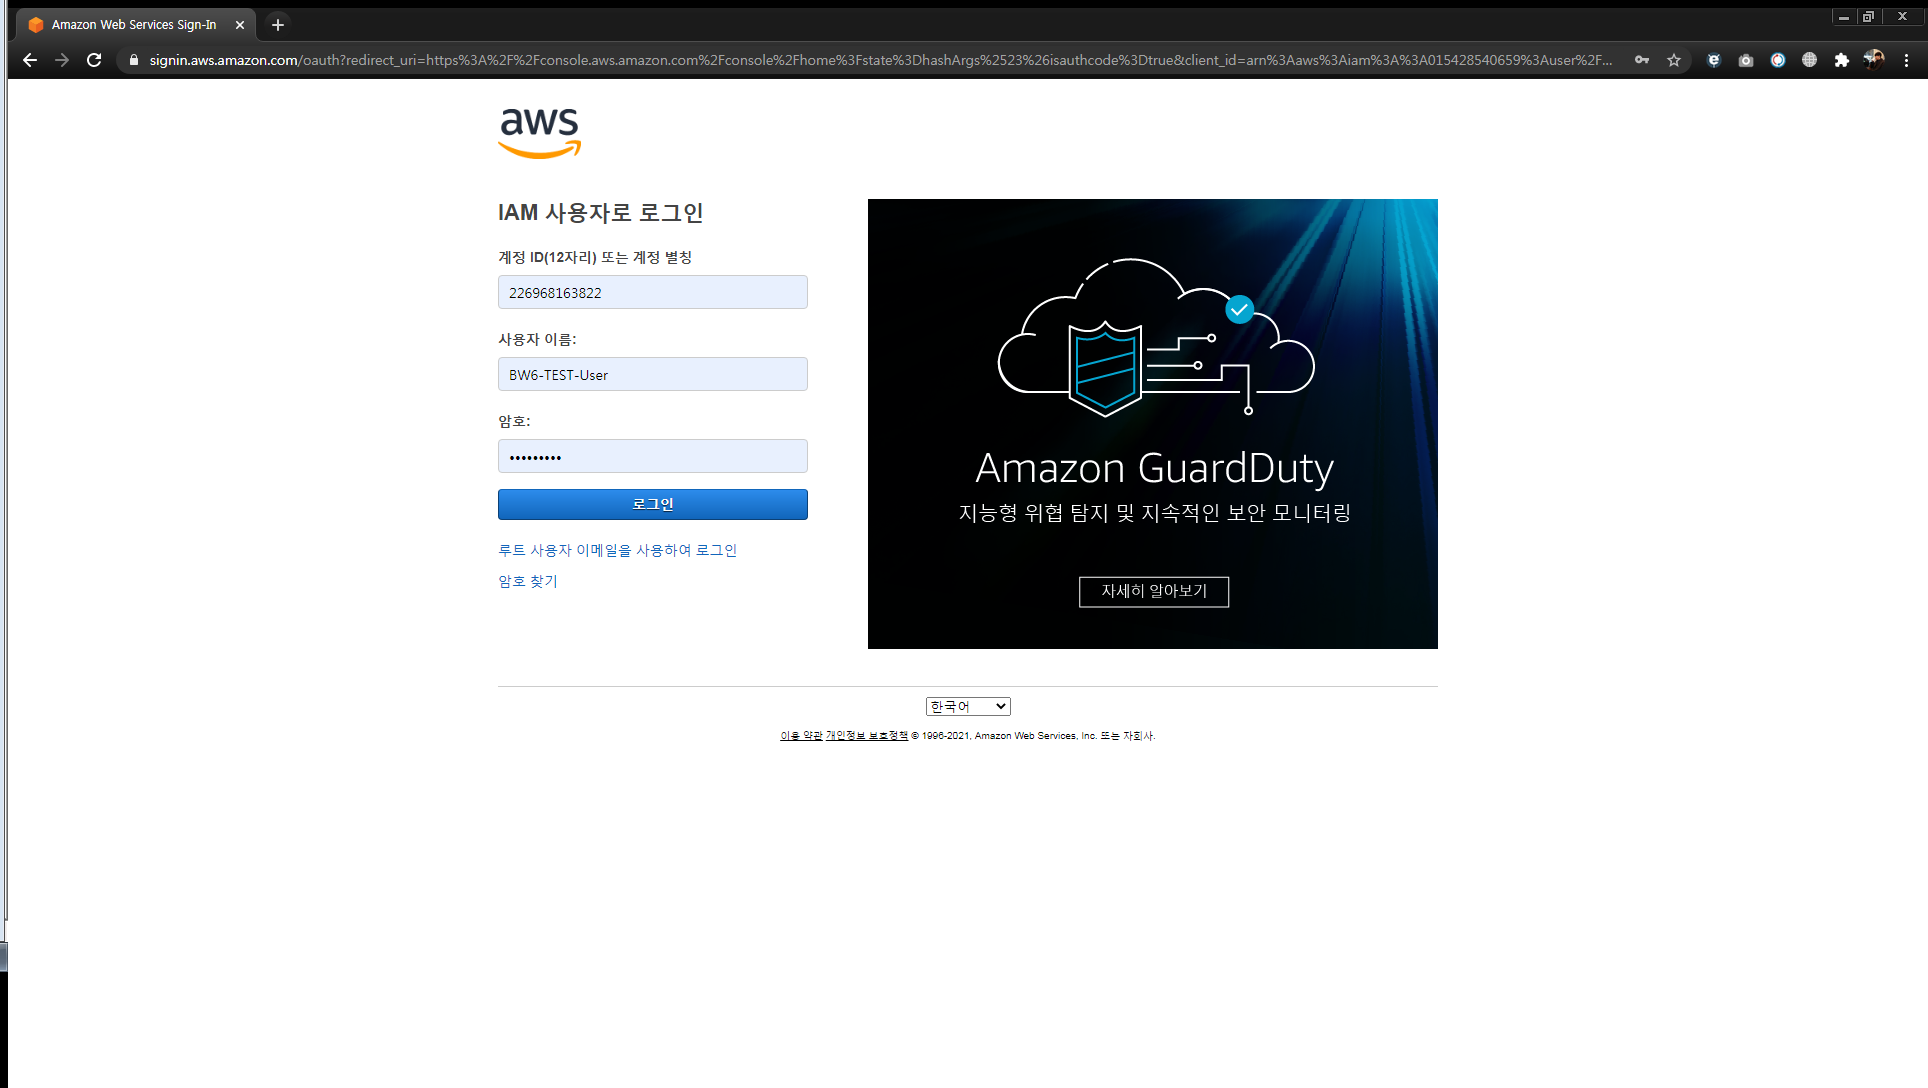 Amazon Web Services Sign-In
signin.aws.amazon.com/oauth?redirect_uri=https%3A%2F%2Fconsole.aws.amazon.com%2Fconsole%2Fhome%3Fstate%3DhashArgs%2523%26isauthcode%3Dtrue&client_id=arn%3Aaws%3Aiam%3A%3A015428540659%3Auser%2F...
aws
IAM 사용자로 로그인
계정 ID(12자리) 또는 계정 별칭
226968163822
사용자 이름:
BW6-TEST-User
암호:
•••••••••
로그인
루트 사용자 이메일을 사용하여 로그인
암호 찾기
Amazon GuardDuty
지능형 위협 탐지 및 지속적인 보안 모니터링
자세히 알아보기
한국어
이용 약관 개인정보 보호정책 © 1996-2021, Amazon Web Services, Inc. 또는 자회사.